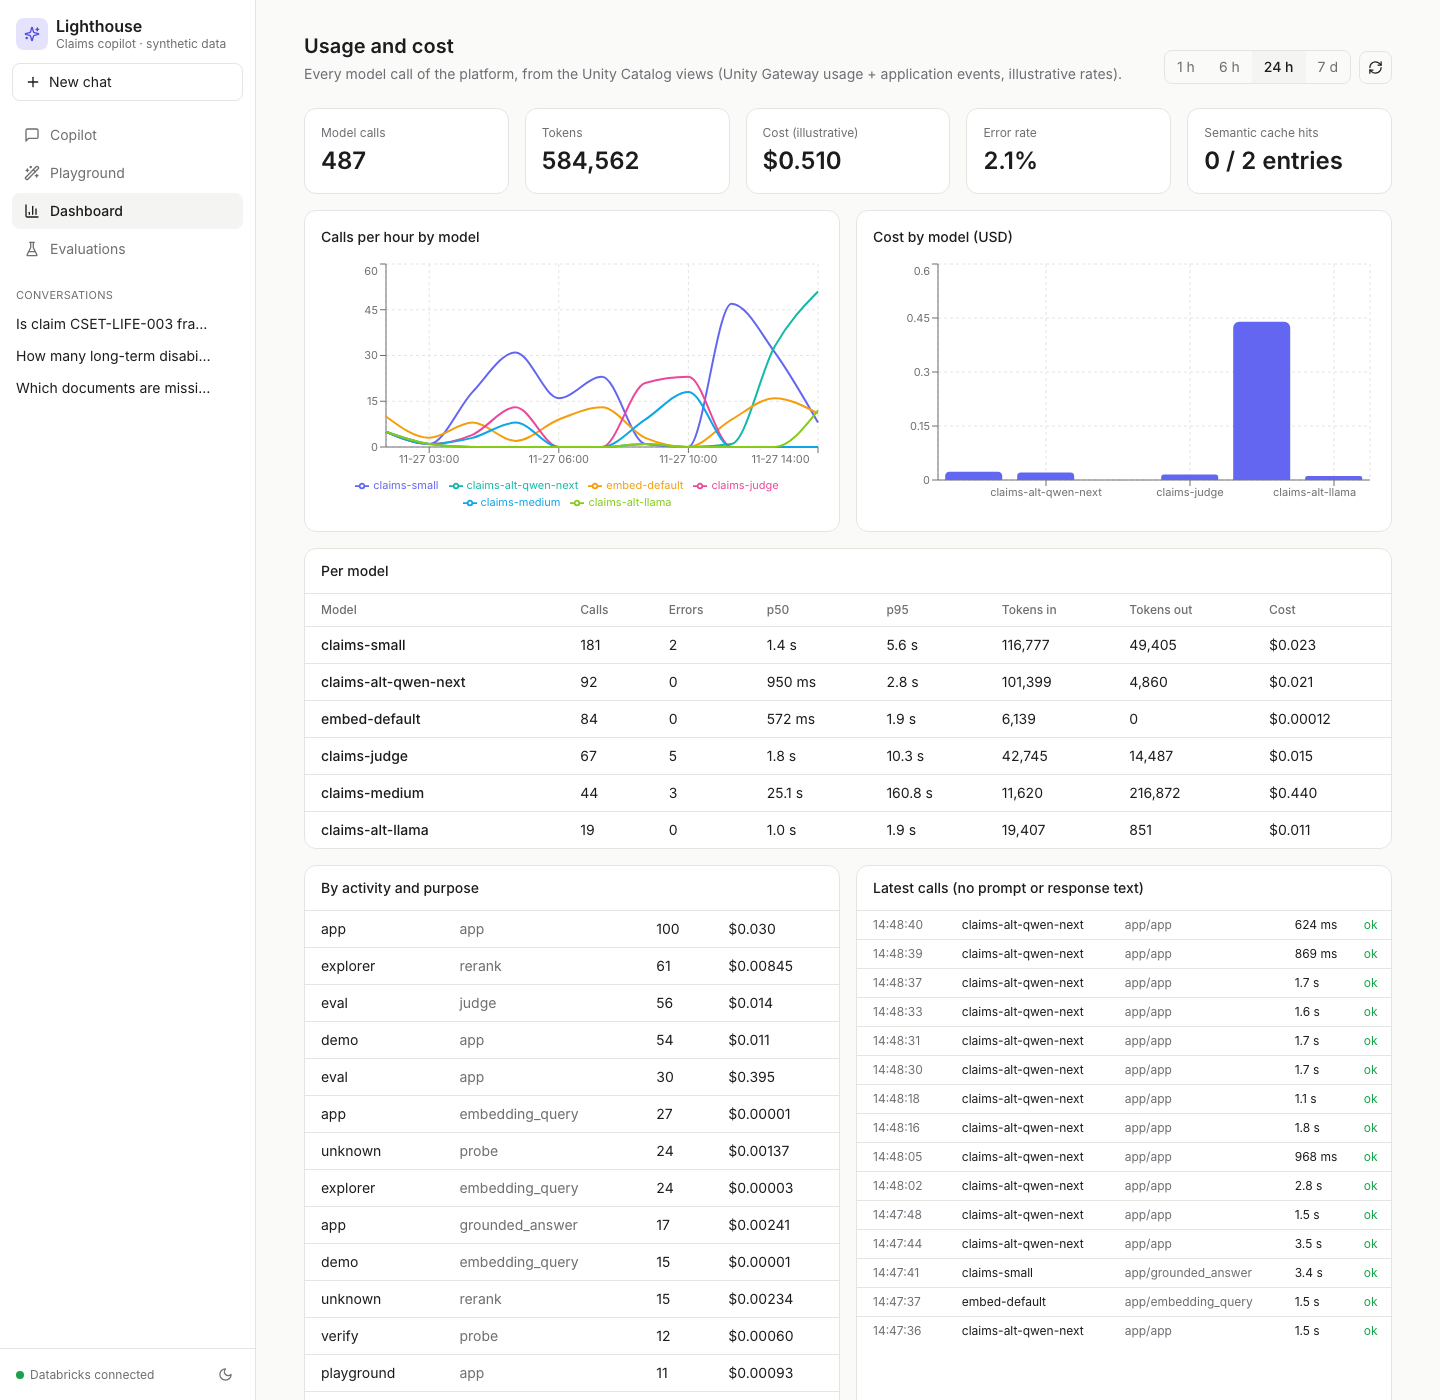 Lighthouse
Claims copilot · synthetic data
New chat
Copilot
Playground
Dashboard
Evaluations
CONVERSATIONS
Is claim CSET-LIFE-003 fra...
How many long-term disabi...
Which documents are missi...
Databricks connected
Usage and cost
Every model call of the platform, from the Unity Catalog views (Unity Gateway usage + application events, illustrative rates).
1 h 6 h 24 h 7 d
Model calls
487
Tokens
584,562
Cost (illustrative)
$0.510
Error rate
2.1%
Semantic cache hits
0 / 2 entries
Calls per hour by model
60
45
30
15
0
11-27 03:00 11-27 06:00 11-27 10:00 11-27 14:00
claims-small claims-alt-qwen-next embed-default claims-judge
claims-medium claims-alt-llama
Cost by model (USD)
0.6
0.45
0.3
0.15
0
claims-alt-qwen-next claims-judge claims-alt-llama
Per model
Model Calls Errors p50 p95 Tokens in Tokens out Cost
claims-small 181 2 1.4 s 5.6 s 116,777 49,405 $0.023
claims-alt-qwen-next 92 0 950 ms 2.8 s 101,399 4,860 $0.021
embed-default 84 0 572 ms 1.9 s 6,139 0 $0.00012
claims-judge 67 5 1.8 s 10.3 s 42,745 14,487 $0.015
claims-medium 44 3 25.1 s 160.8 s 11,620 216,872 $0.440
claims-alt-llama 19 0 1.0 s 1.9 s 19,407 851 $0.011
By activity and purpose
app app 100 $0.030
explorer rerank 61 $0.00845
eval judge 56 $0.014
demo app 54 $0.011
eval app 30 $0.395
app embedding_query 27 $0.00001
unknown probe 24 $0.00137
explorer embedding_query 24 $0.00003
app grounded_answer 17 $0.00241
demo embedding_query 15 $0.00001
unknown rerank 15 $0.00234
verify probe 12 $0.00060
playground app 11 $0.00093
Latest calls (no prompt or response text)
14:48:40 claims-alt-qwen-next app/app 624 ms ok
14:48:39 claims-alt-qwen-next app/app 869 ms ok
14:48:37 claims-alt-qwen-next app/app 1.7 s ok
14:48:33 claims-alt-qwen-next app/app 1.6 s ok
14:48:31 claims-alt-qwen-next app/app 1.7 s ok
14:48:30 claims-alt-qwen-next app/app 1.7 s ok
14:48:18 claims-alt-qwen-next app/app 1.1 s ok
14:48:16 claims-alt-qwen-next app/app 1.8 s ok
14:48:05 claims-alt-qwen-next app/app 968 ms ok
14:48:02 claims-alt-qwen-next app/app 2.8 s ok
14:47:48 claims-alt-qwen-next app/app 1.5 s ok
14:47:44 claims-alt-qwen-next app/app 3.5 s ok
14:47:41 claims-small app/grounded_answer 3.4 s ok
14:47:37 embed-default app/embedding_query 1.5 s ok
14:47:36 claims-alt-qwen-next app/app 1.5 s ok